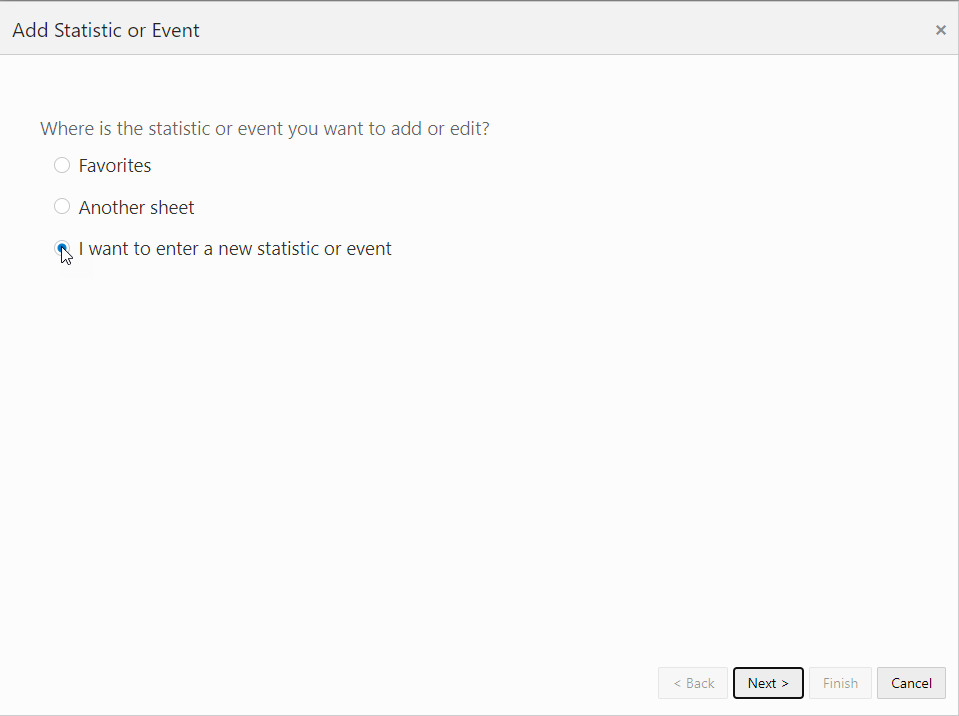 Add Statistic or Event
×
Where is the statistic or event you want to add or edit?
Favorites
Another sheet
I want to enter a new statistic or event
< Back Next > Finish Cancel